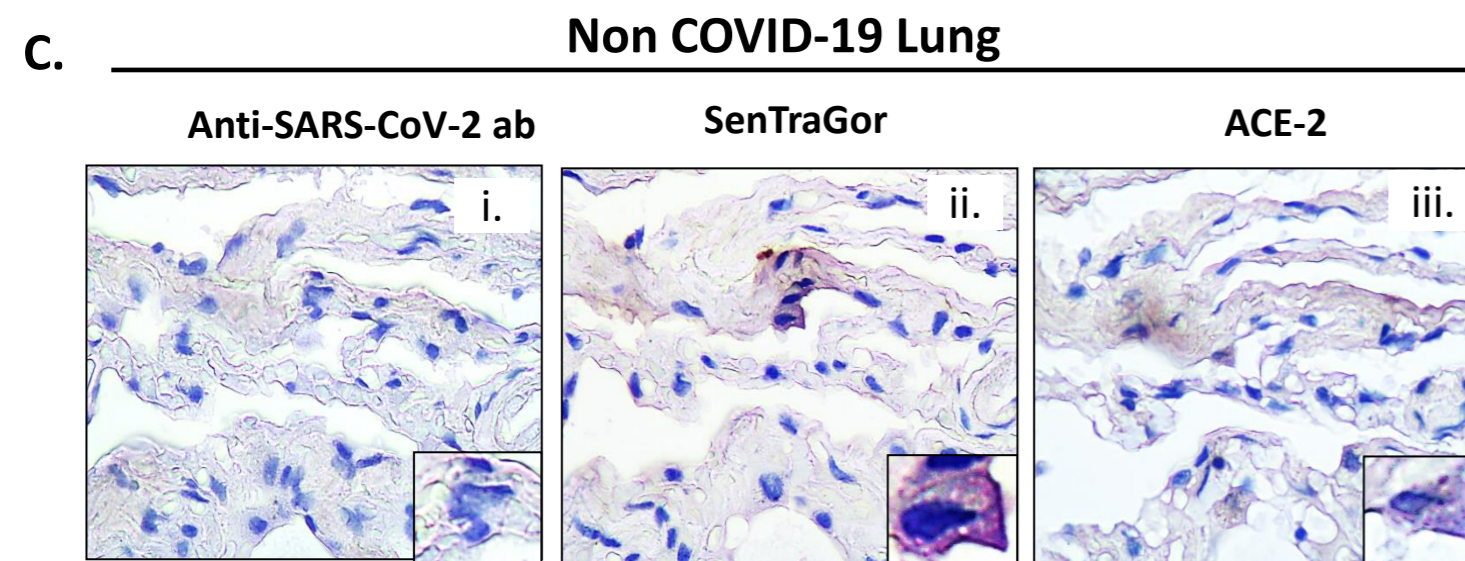 C.
Non COVID-19 Lung
Anti-SARS-CoV-2 ab
SenTraGor
ACE-2
i.
ii.
iii.